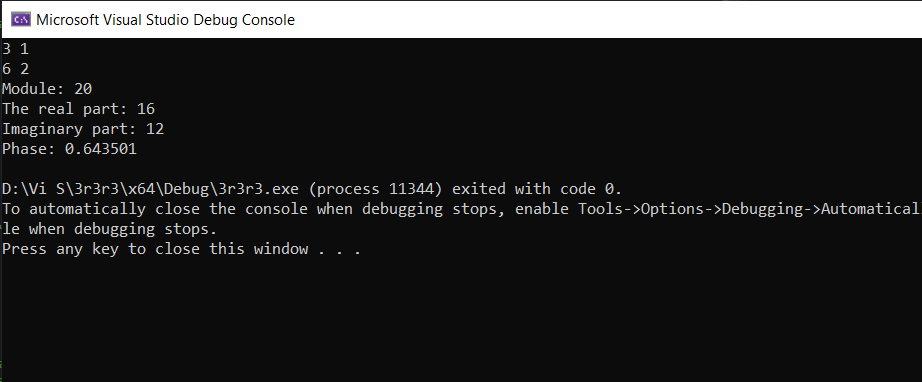 C:\ Microsoft Visual Studio Debug Console
3 1
6 2
Module: 20
The real part: 16
Imaginary part: 12
Phase: 0.643501
D:\Vi S\3r3r3\x64\Debug\3r3r3.exe (process 11344) exited with code 0.
To automatically close the console when debugging stops, enable Tools->Options->Debugging->Automatical
le when debugging stops.
Press any key to close this window . . .